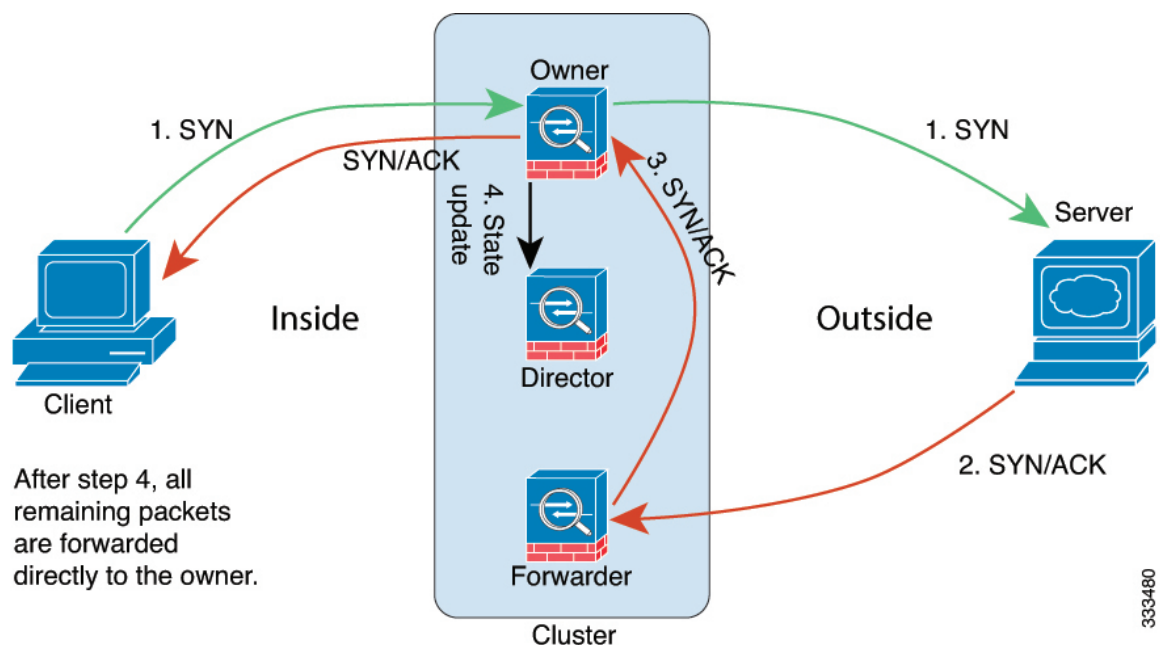 Owner
1. SYN
1. SYN
SYN/ACK
3. SYN/ACK
4. State
update
Server
Inside
Outside
Director
Client
2. SYN/ACK
After step 4, all
remaining packets
are forwarded
directly to the owner.
Forwarder
333480
Cluster